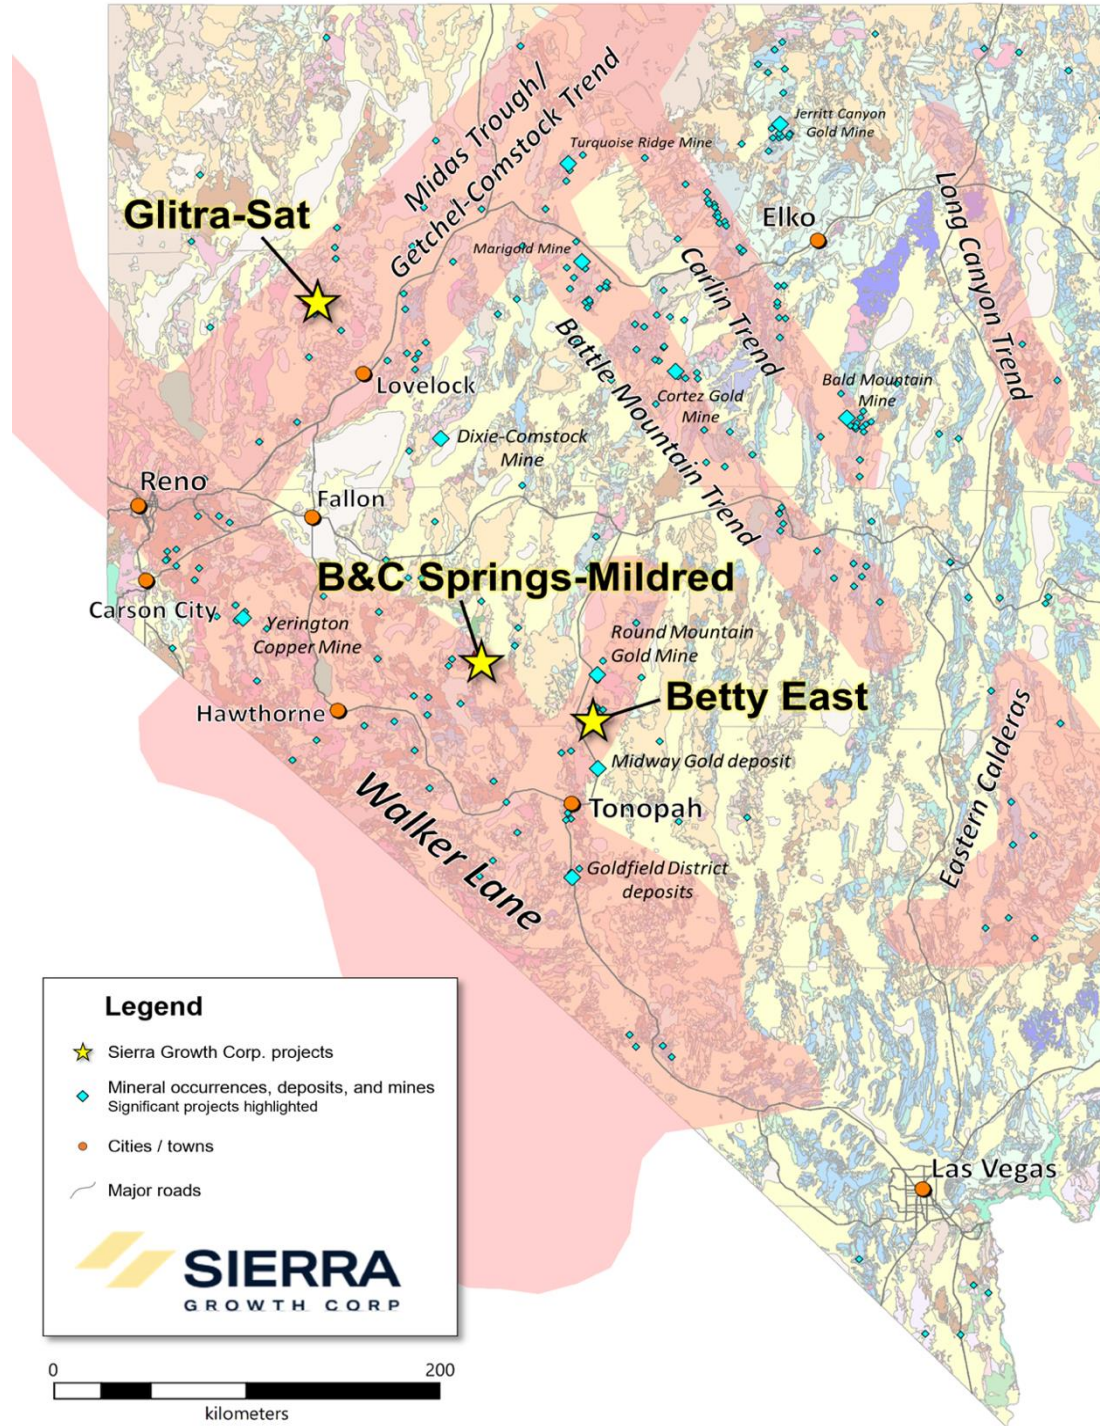 Midas Trough/
Getchel-Comstock Trend
Jerritt Canyon
Gold Mine
Turquoise Ridge Mine
Glitra-Sat
Elko
Long Canyon Trend
Marigold Mine
Carlin Trend
Battle Mountain Trend
Lovelock
Cortez Gold
Mine
Bald Mountain
Mine
Dixie-Comstock
Mine
Reno
Fallon
B&C Springs-Mildred
Carson City
Yerington
Copper Mine
Round Mountain
Gold Mine
Betty East
Hawthorne
Midway Gold deposit
Eastern Calderas
Walker Lane
Tonopah
Goldfield District
deposits
Las Vegas
Legend
Sierra Growth Corp. projects
Mineral occurrences, deposits, and mines
Significant projects highlighted
Cities / towns
Major roads
SIERRA
GROWTH CORP
0 200
kilometers